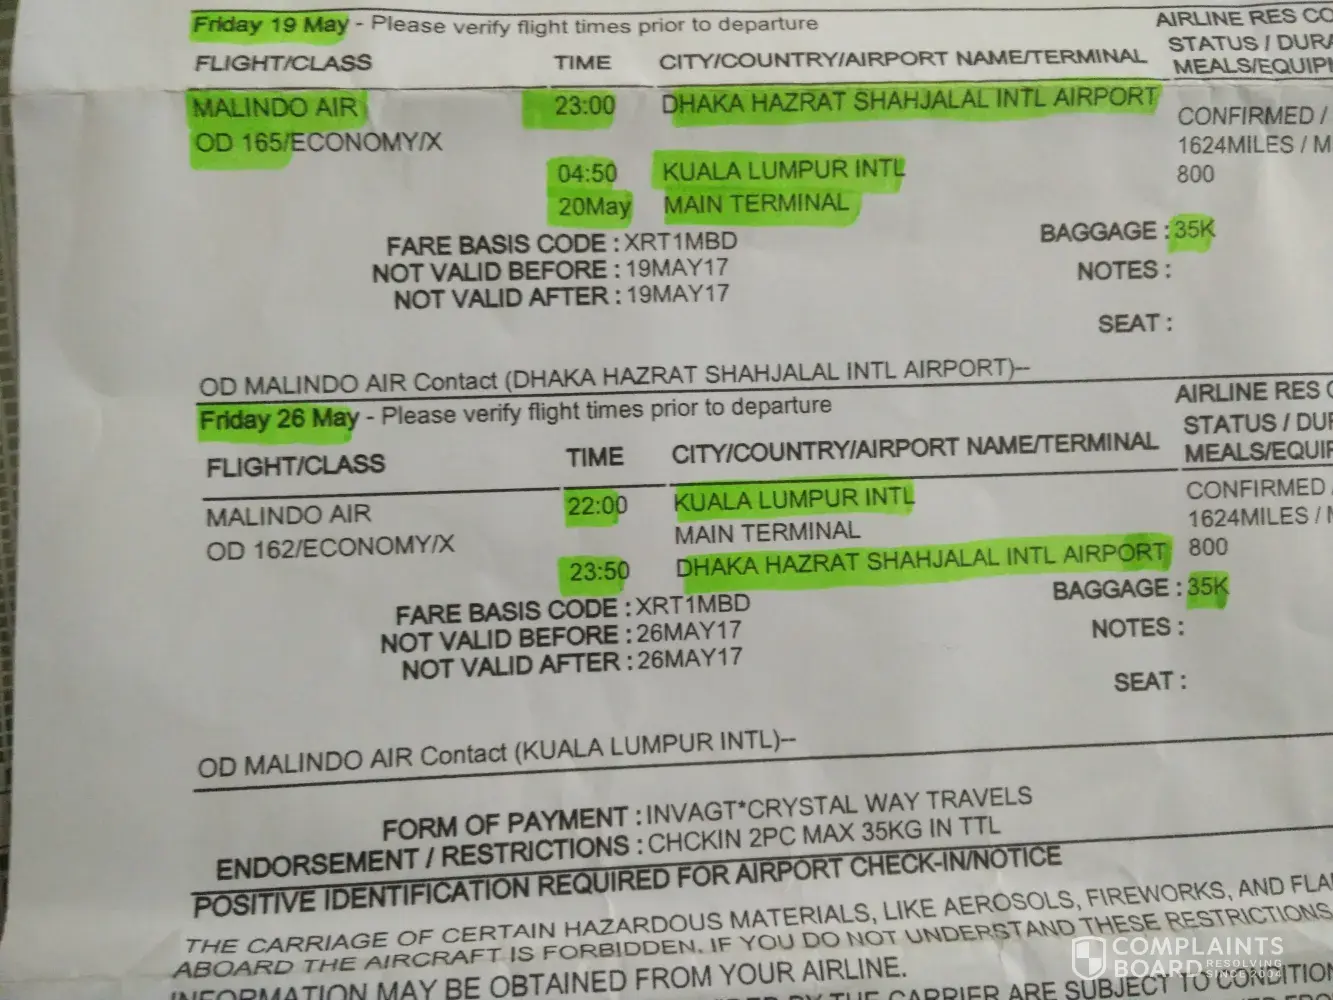 Friday 19 May - Please verify flight times prior to departure
AIRLINE RES
FLIGHT/CLASS TIME CITY/COUNTRY/AIRPORT NAME/TERMINAL STATUS /
MEALS/
MALINDO AIR 23:00 DHAKA HAZRAT SHAHJALAL INTL AIRPORT CONFIRMED /
OD 165/ECONOMY/X 1624MILES /
04:50 KUALA LUMPUR INTL 800
20May MAIN TERMINAL
FARE BASIS CODE : XRT1MBD BAGGAGE : 35K
NOT VALID BEFORE : 19MAY17 NOTES :
NOT VALID AFTER : 19MAY17
SEAT :
OD MALINDO AIR Contact (DHAKA HAZRAT SHAHJALAL INTL AIRPORT)--
Friday 26 May - Please verify flight times prior to departure
AIRLINE RES
FLIGHT/CLASS TIME CITY/COUNTRY/AIRPORT NAME/TERMINAL STATUS /
MEALS/
MALINDO AIR 22:00 KUALA LUMPUR INTL CONFIRMED
OD 162/ECONOMY/X MAIN TERMINAL 1624MILES /
23:50 DHAKA HAZRAT SHAHJALAL INTL AIRPORT 800
FARE BASIS CODE : XRT1MBD BAGGAGE : 35K
NOT VALID BEFORE : 26MAY17 NOTES :
NOT VALID AFTER : 26MAY17
SEAT :
OD MALINDO AIR Contact (KUALA LUMPUR INTL)--
FORM OF PAYMENT : INVAGT*CRYSTAL WAY TRAVELS
ENDORSEMENT / RESTRICTIONS : CHCKIN 2PC MAX 35KG IN TTL
POSITIVE IDENTIFICATION REQUIRED FOR AIRPORT CHECK-IN/NOTICE
THE CARRIAGE OF CERTAIN HAZARDOUS MATERIALS, LIKE AEROSOLS, FIREWORKS, AND
ABOARD THE AIRCRAFT IS FORBIDDEN. IF YOU DO NOT UNDERSTAND THESE RESTRICTIONS,
INFORMATION MAY BE OBTAINED FROM YOUR AIRLINE.
BY THE CARRIER ARE SUBJECT TO
COMPLAINTS
BOARD RESOLVING
SINCE 2004